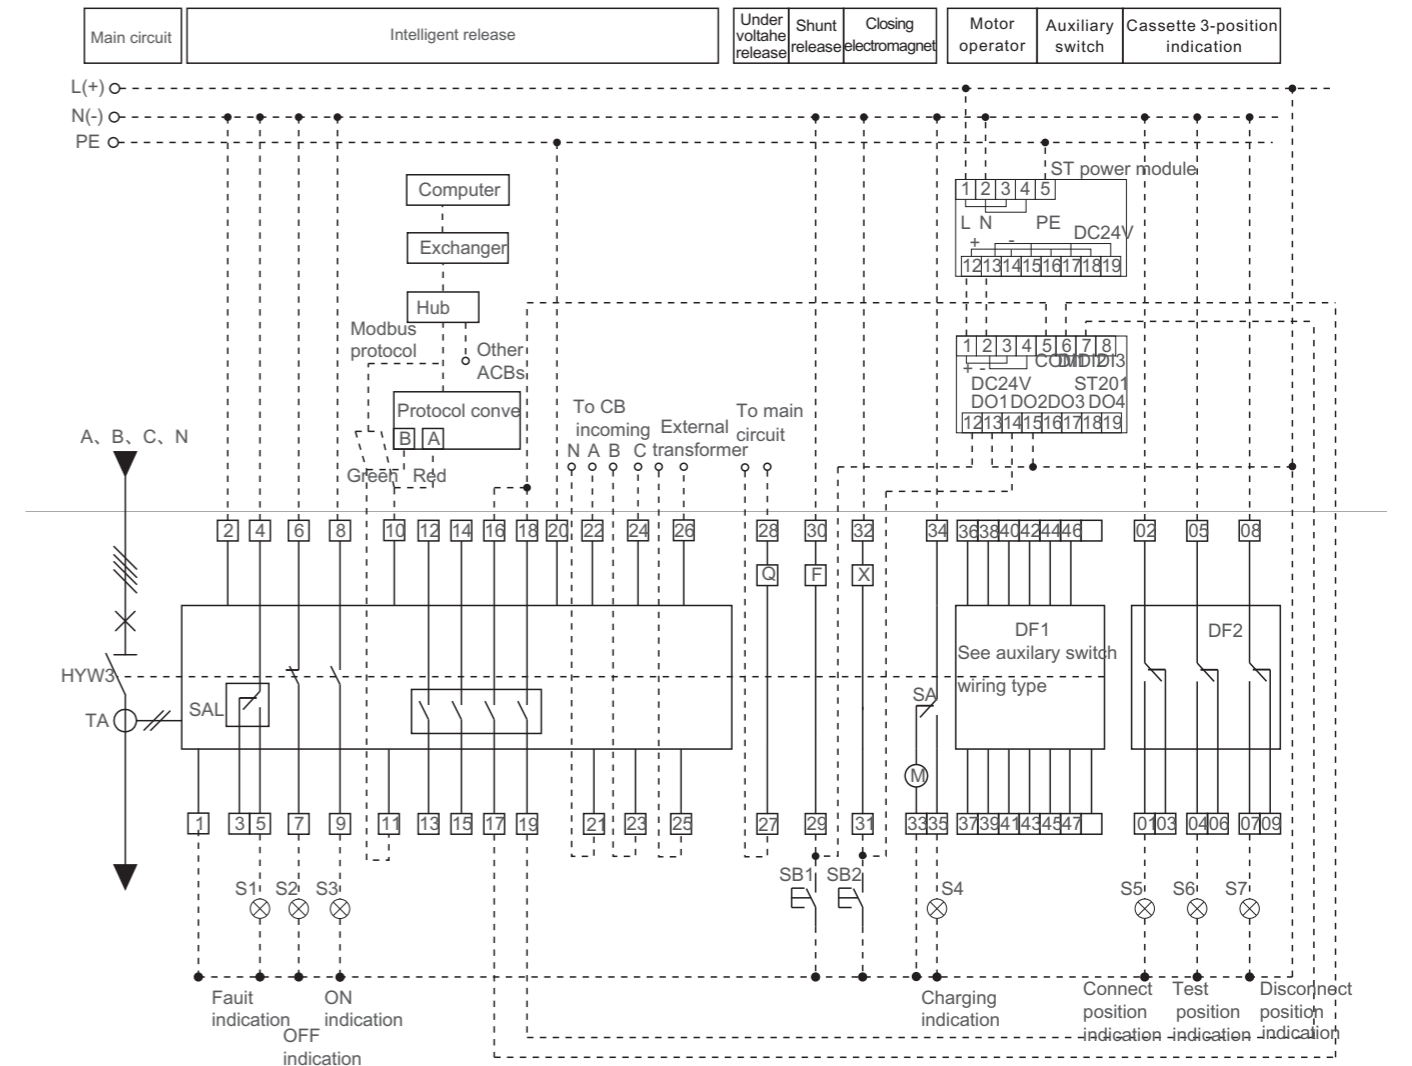 Main circuit
Intelligent release
Under
voltahe
release
Shunt
release
Closing
electromagnet
Motor
operator
Auxiliary
switch
Cassette 3-position
indication
L(+)
N(-)
PE
ST power module
1 2 3 4 5
L N PE
DC24V
+ -
12 13 14 15 16 17 18 19
Computer
Exchanger
Hub
Modbus
protocol
Other
ACBs
1 2 3 4 5 6 7 8
COM1 DI1 DI2 DI3
+ -
DC24V ST201
DO1 DO2 DO3 DO4
12 13 14 15 16 17 18 19
Protocol conve
B A
Green Red
To CB
incoming
N A B C
External
transformer
To main
circuit
A、B、C、N
2 4 6 8 10 12 14 16 18 20 22 24 26 28 30 32 34 36 38 40 42 44 46 02 05 08
Q F X
HYW3
TA
SAL
SA
M
DF1
See auxilary switch
wiring type
DF2
1 3 5 7 9 11 13 15 17 19 21 23 25 27 29 31 33 35 37 39 41 43 45 47 01 03 04 06 07 09
S1 S2 S3 SB1 SB2 S4 S5 S6 S7
Fauit
indication
OFF
indication
ON
indication
Charging
indication
Connect
position
indication
Test
position
indication
Disconnect
position
indication